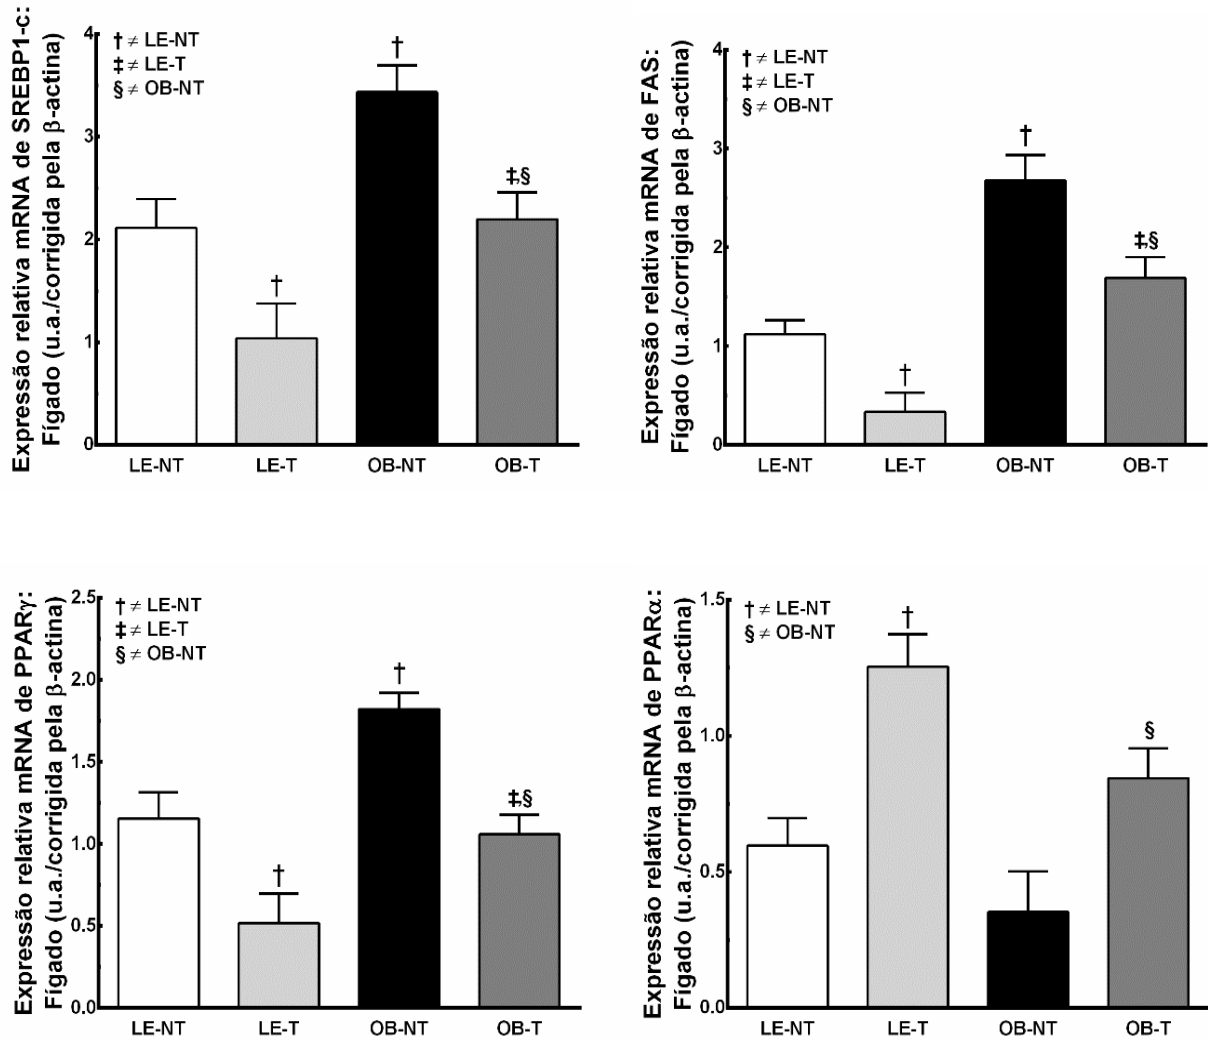 Expressão relativa mRNA de SREBP1-c:
Fígado (u.a./corrigida pela β-actina)
4
3
2
1
0
† ≠ LE-NT
‡ ≠ LE-T
§ ≠ OB-NT
†
†
‡,§
LE-NT LE-T OB-NT OB-T
Expressão relativa mRNA de FAS:
Fígado (u.a./corrigida pela β-actina)
4
3
2
1
0
† ≠ LE-NT
‡ ≠ LE-T
§ ≠ OB-NT
†
†
‡,§
LE-NT LE-T OB-NT OB-T
Expressão relativa mRNA de PPARγ:
Fígado (u.a./corrigida pela β-actina)
2.5
2.0
1.5
1.0
0.5
0.0
† ≠ LE-NT
‡ ≠ LE-T
§ ≠ OB-NT
†
†
‡,§
LE-NT LE-T OB-NT OB-T
Expressão relativa mRNA de PPARα:
Fígado (u.a./corrigida pela β-actina)
1.5
1.0
0.5
0.0
† ≠ LE-NT
§ ≠ OB-NT
†
§
LE-NT LE-T OB-NT OB-T